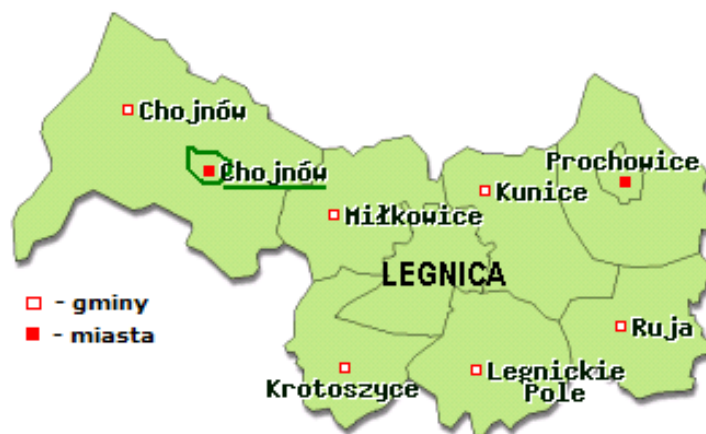 Chojnów
Chojnów
Prochowice
Kunice
Miłkowice
LEGNICA
- gminy
- miasta
Ruja
Krotoszyce
Legnickie
Pole